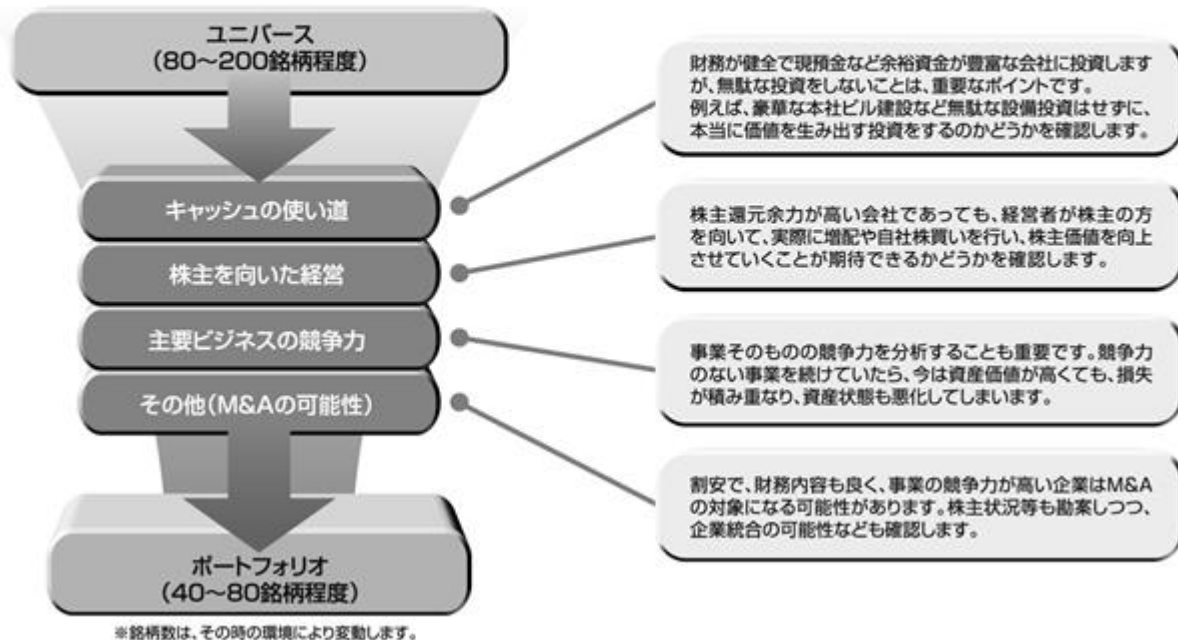 ユニバース
(80～200銘柄程度)
キャッシュの使い道
株主を向いた経営
主要ビジネスの競争力
その他(M&Aの可能性)
ポートフォリオ
(40～80銘柄程度)
※銘柄数は、その時の環境により変動します。
財務が健全で現預金など余裕資金が豊富な会社に投資します
が、無駄な投資をしないことは、重要なポイントです。
例えば、豪華な本社ビル建設など無駄な設備投資はせずに、
本当に価値を生み出す投資をするのかどうかを確認します。
株主還元余力が高い会社であっても、経営者が株主の方
を向いて、実際に増配や自社株買いを行い、株主価値を向上
させていくことが期待できるかどうかを確認します。
事業そのものの競争力を分析することも重要です。競争力
のない事業を続けていたら、今は資産価値が高くても、損失
が積み重なり、資産状態も悪化してしまいます。
割安で、財務内容も良く、事業の競争力が高い企業はM&A
の対象になる可能性があります。株主状況等も勘案しつつ、
企業統合の可能性なども確認します。